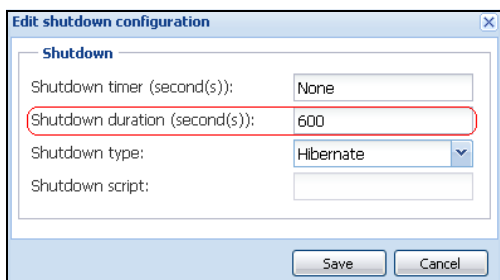 Edit shutdown configuration
Shutdown
Shutdown timer (second(s)): None
Shutdown duration (second(s)): 600
Shutdown type: Hibernate
Shutdown script:
Save Cancel